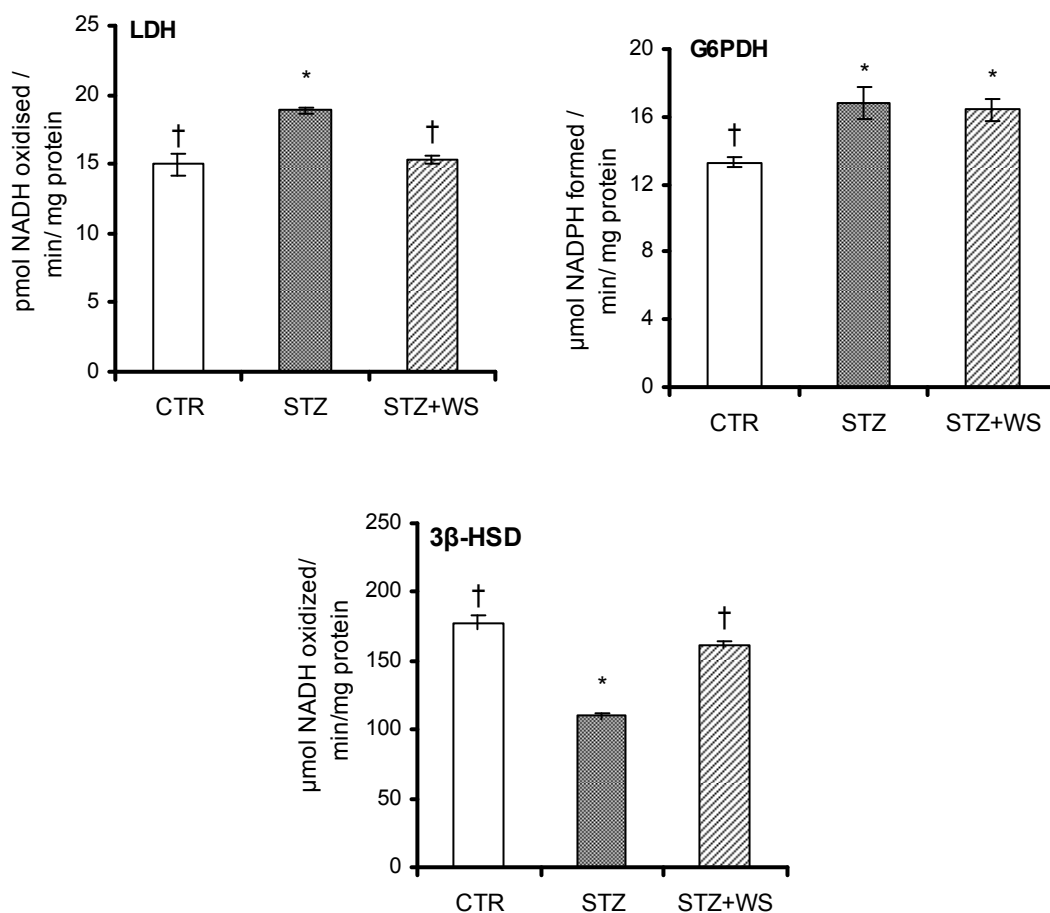 LDH
pmol NADH oxidised /
min/ mg protein
25
20
15
10
5
0
†
*
†
CTR
STZ
STZ+WS
G6PDH
µmol NADPH formed /
min/ mg protein
20
16
12
8
4
0
†
*
*
CTR
STZ
STZ+WS
3β-HSD
µmol NADH oxidized/
min/mg protein
250
200
150
100
50
0
†
*
†
CTR
STZ
STZ+WS